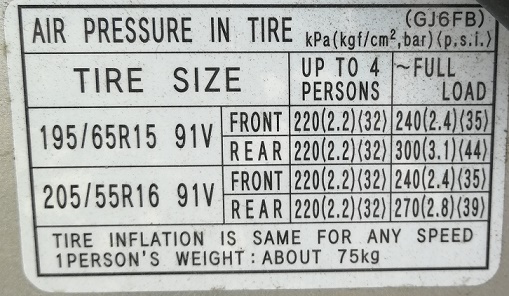 AIR PRESSURE IN TIRE (GJ6FB) kPa(kgf/cm²,bar)⟨p.s.i.⟩
TIRE SIZE UP TO 4 PERSONS ~FULL LOAD
195/65R15 91V FRONT 220(2.2)⟨32⟩ 240(2.4)⟨35⟩
REAR 220(2.2)⟨32⟩ 300(3.1)⟨44⟩
205/55R16 91V FRONT 220(2.2)⟨32⟩ 240(2.4)⟨35⟩
REAR 220(2.2)⟨32⟩ 270(2.8)⟨39⟩
TIRE INFLATION IS SAME FOR ANY SPEED
1PERSON'S WEIGHT: ABOUT 75kg